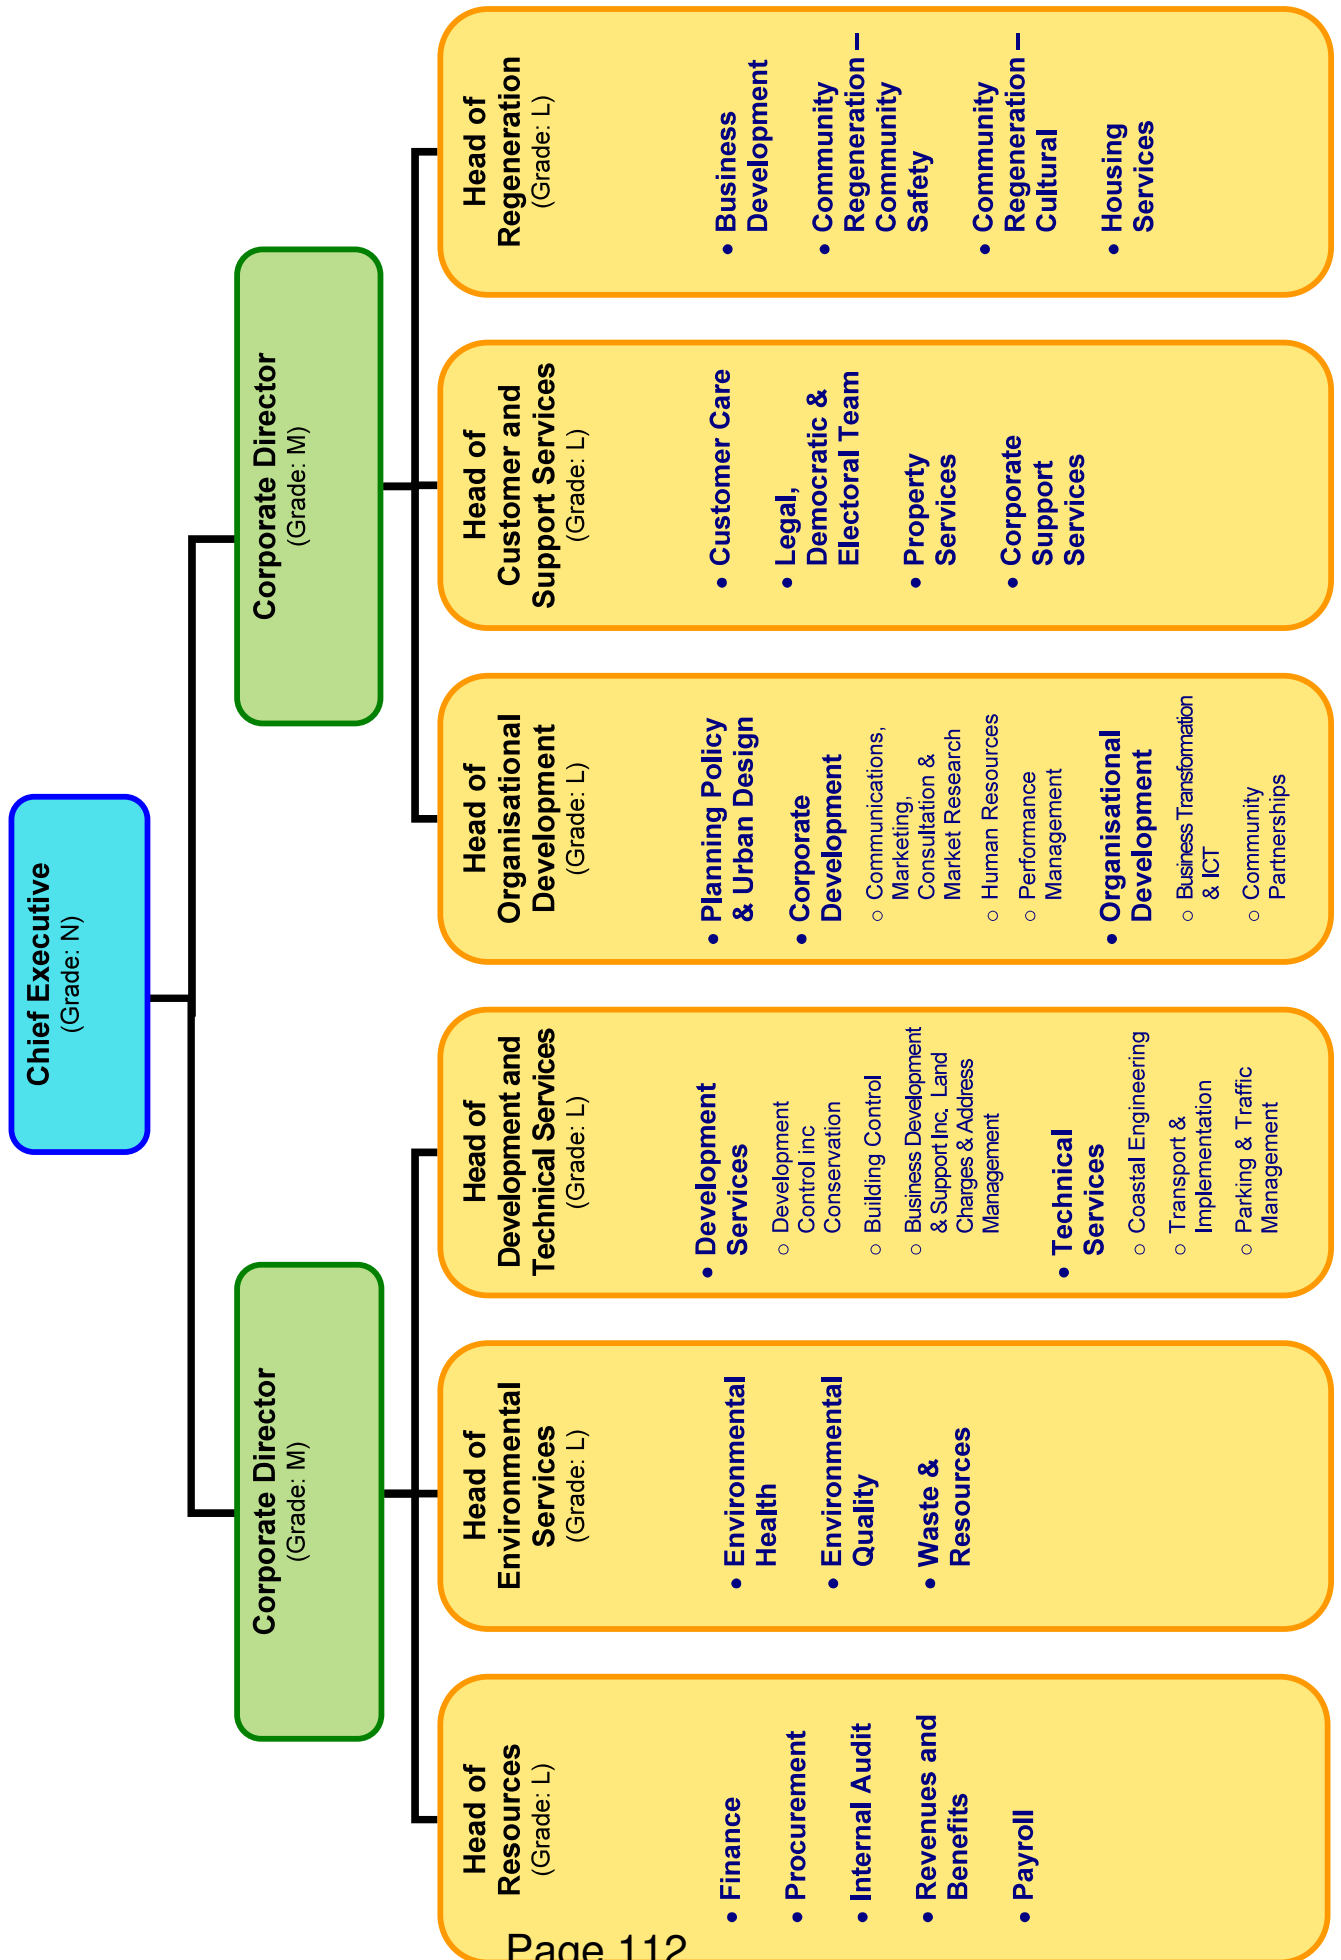 Chief Executive
(Grade: N)
Corporate Director
(Grade: M)
Corporate Director
(Grade: M)
Head of
Resources
(Grade: L)
• Finance
• Procurement
• Internal Audit
• Revenues and
Benefits
• Payroll
Head of
Environmental
Services
(Grade: L)
• Environmental
Health
• Environmental
Quality
• Waste &
Resources
Head of
Development and
Technical Services
(Grade: L)
• Development
Services
○ Development
Control inc
Conservation
○ Building Control
○ Business Development
& Support Inc. Land
Charges & Address
Management
• Technical
Services
○ Coastal Engineering
○ Transport &
Implementation
○ Parking & Traffic
Management
Head of
Organisational
Development
(Grade: L)
• Planning Policy
& Urban Design
• Corporate
Development
○ Communications,
Marketing,
Consultation &
Market Research
○ Human Resources
○ Performance
Management
• Organisational
Development
○ Business Transformation
& ICT
○ Community
Partnerships
Head of
Customer and
Support Services
(Grade: L)
• Customer Care
• Legal,
Democratic &
Electoral Team
• Property
Services
• Corporate
Support
Services
Head of
Regeneration
(Grade: L)
• Business
Development
• Community
Regeneration –
Community
Safety
• Community
Regeneration –
Cultural
• Housing
Services
Page 112